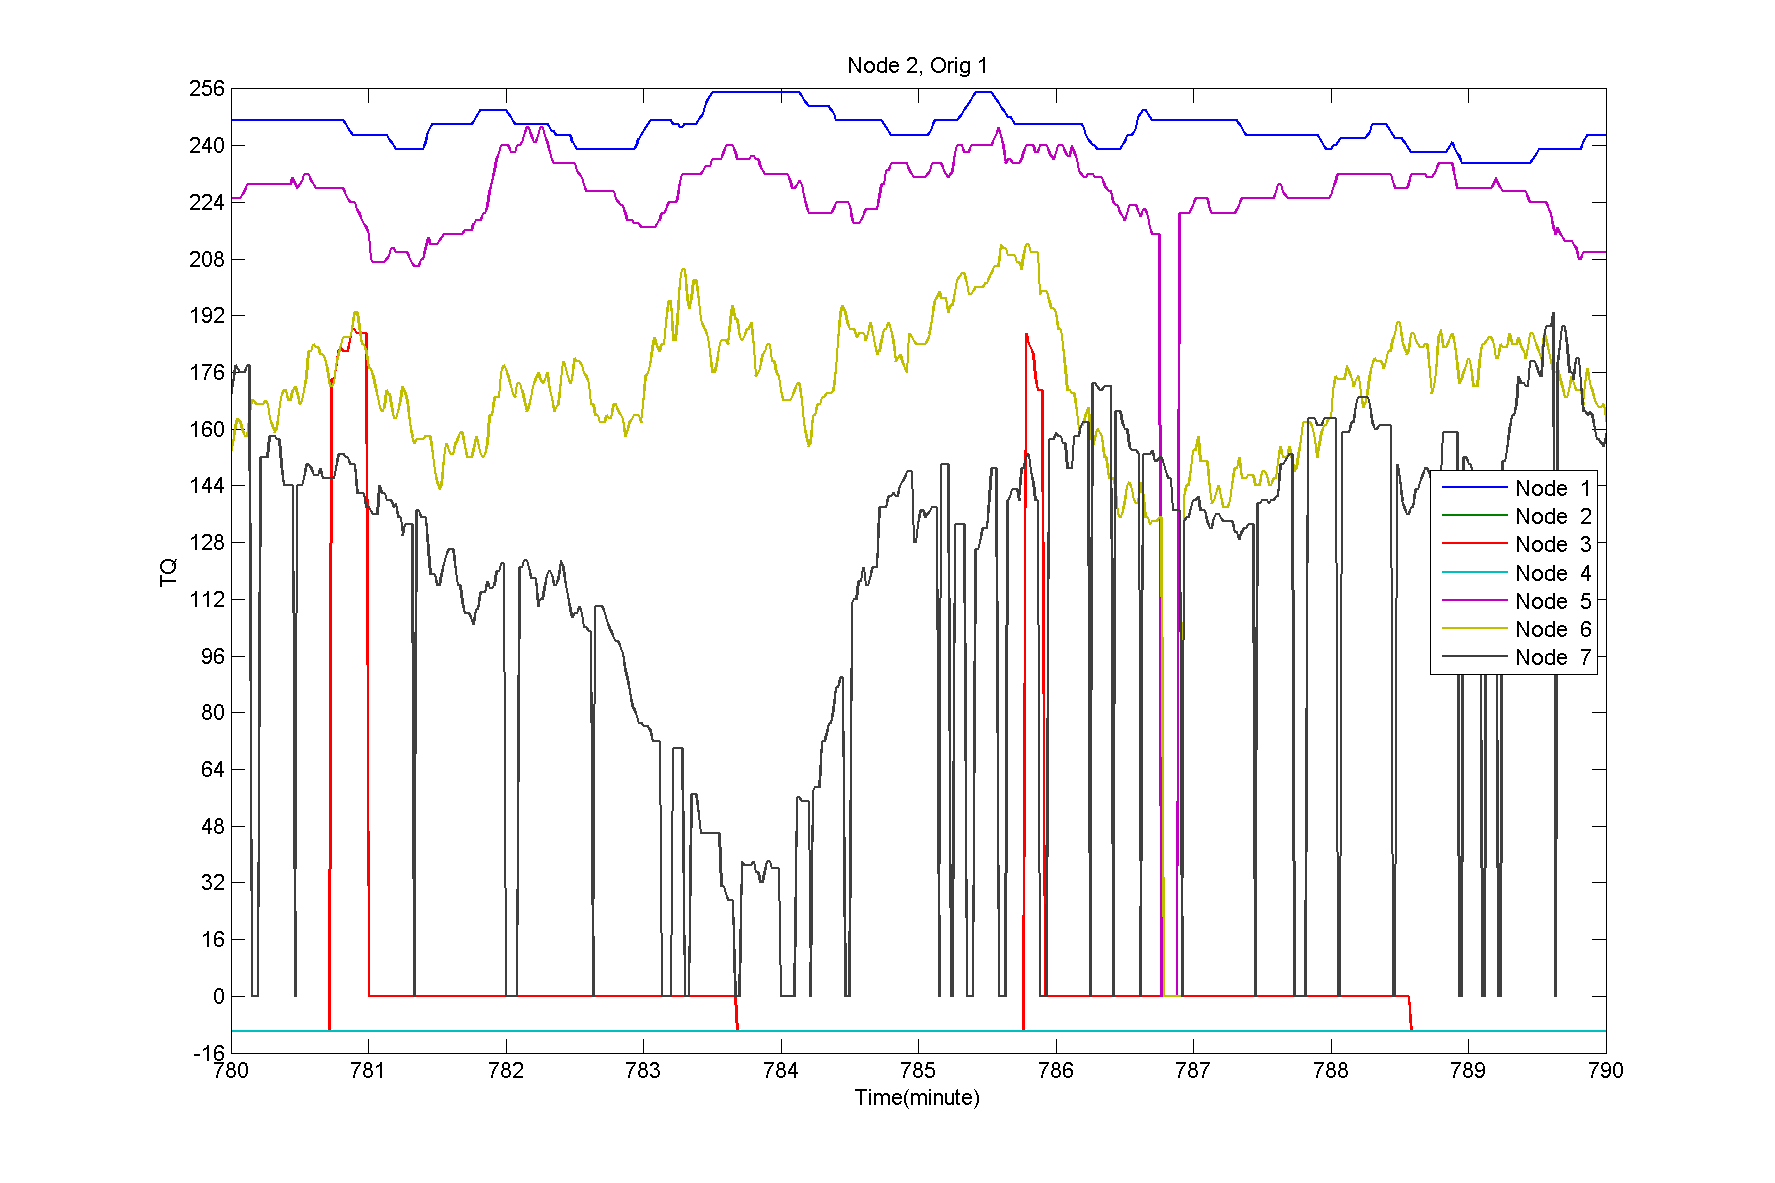 Node 2, Orig 1
256
240
224
208
192
176
160
144
128
112
96
80
64
48
32
16
0
-16
TQ
780 781 782 783 784 785 786 787 788 789 790
Time(minute)
Node 1
Node 2
Node 3
Node 4
Node 5
Node 6
Node 7